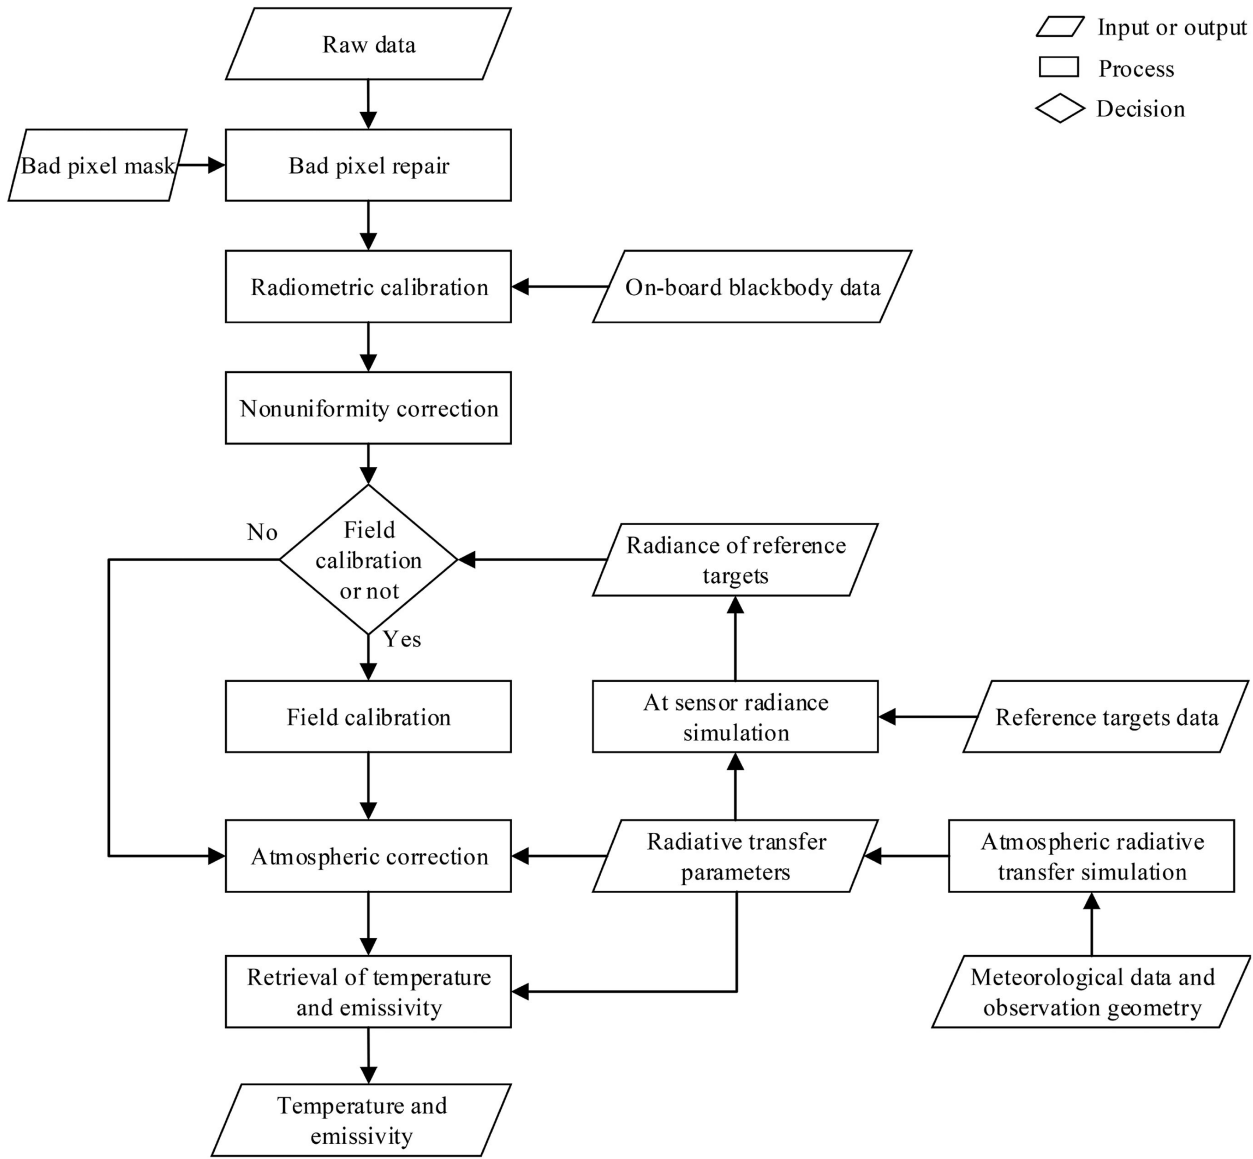 Raw data
Input or output
Process
Decision
Bad pixel mask
Bad pixel repair
Radiometric calibration
On-board blackbody data
Nonuniformity correction
No
Field
calibration
or not
Yes
Radiance of reference
targets
Field calibration
At sensor radiance
simulation
Reference targets data
Atmospheric correction
Radiative transfer
parameters
Atmospheric radiative
transfer simulation
Retrieval of temperature
and emissivity
Meteorological data and
observation geometry
Temperature and
emissivity